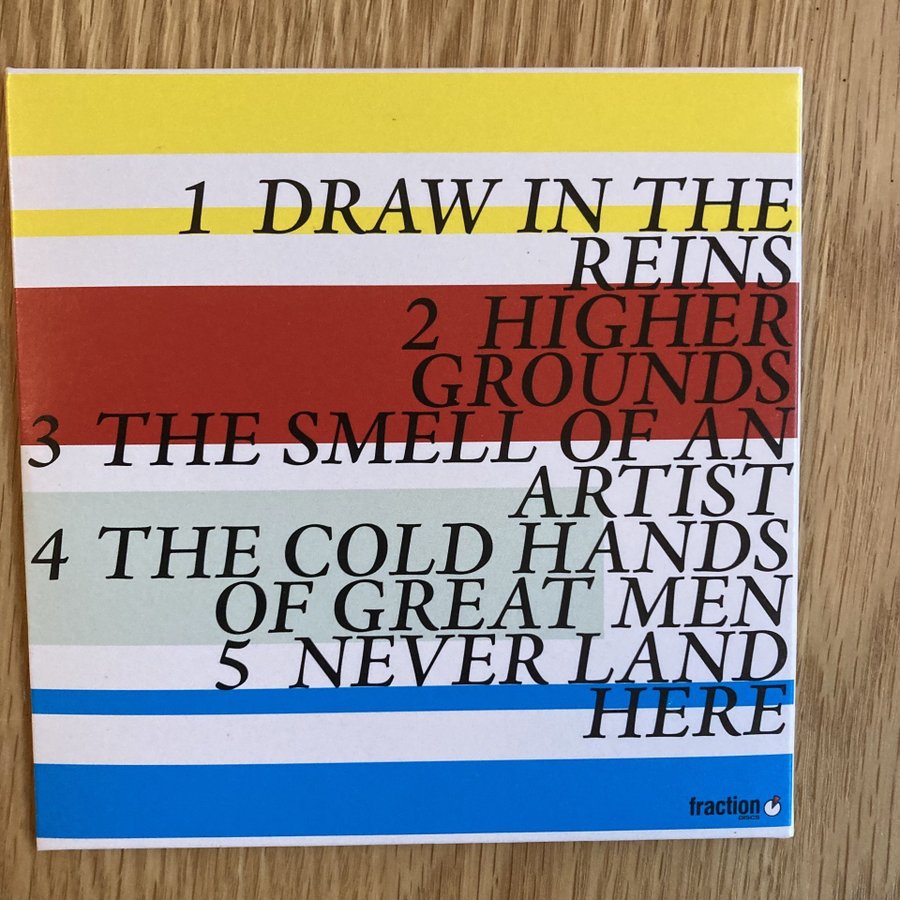 1 DRAW IN THE
REINS
2 HIGHER
GROUNDS
3 THE SMELL OF AN
ARTIST
4 THE COLD HANDS
OF GREAT MEN
5 NEVER LAND
HERE
fraction
DISCS